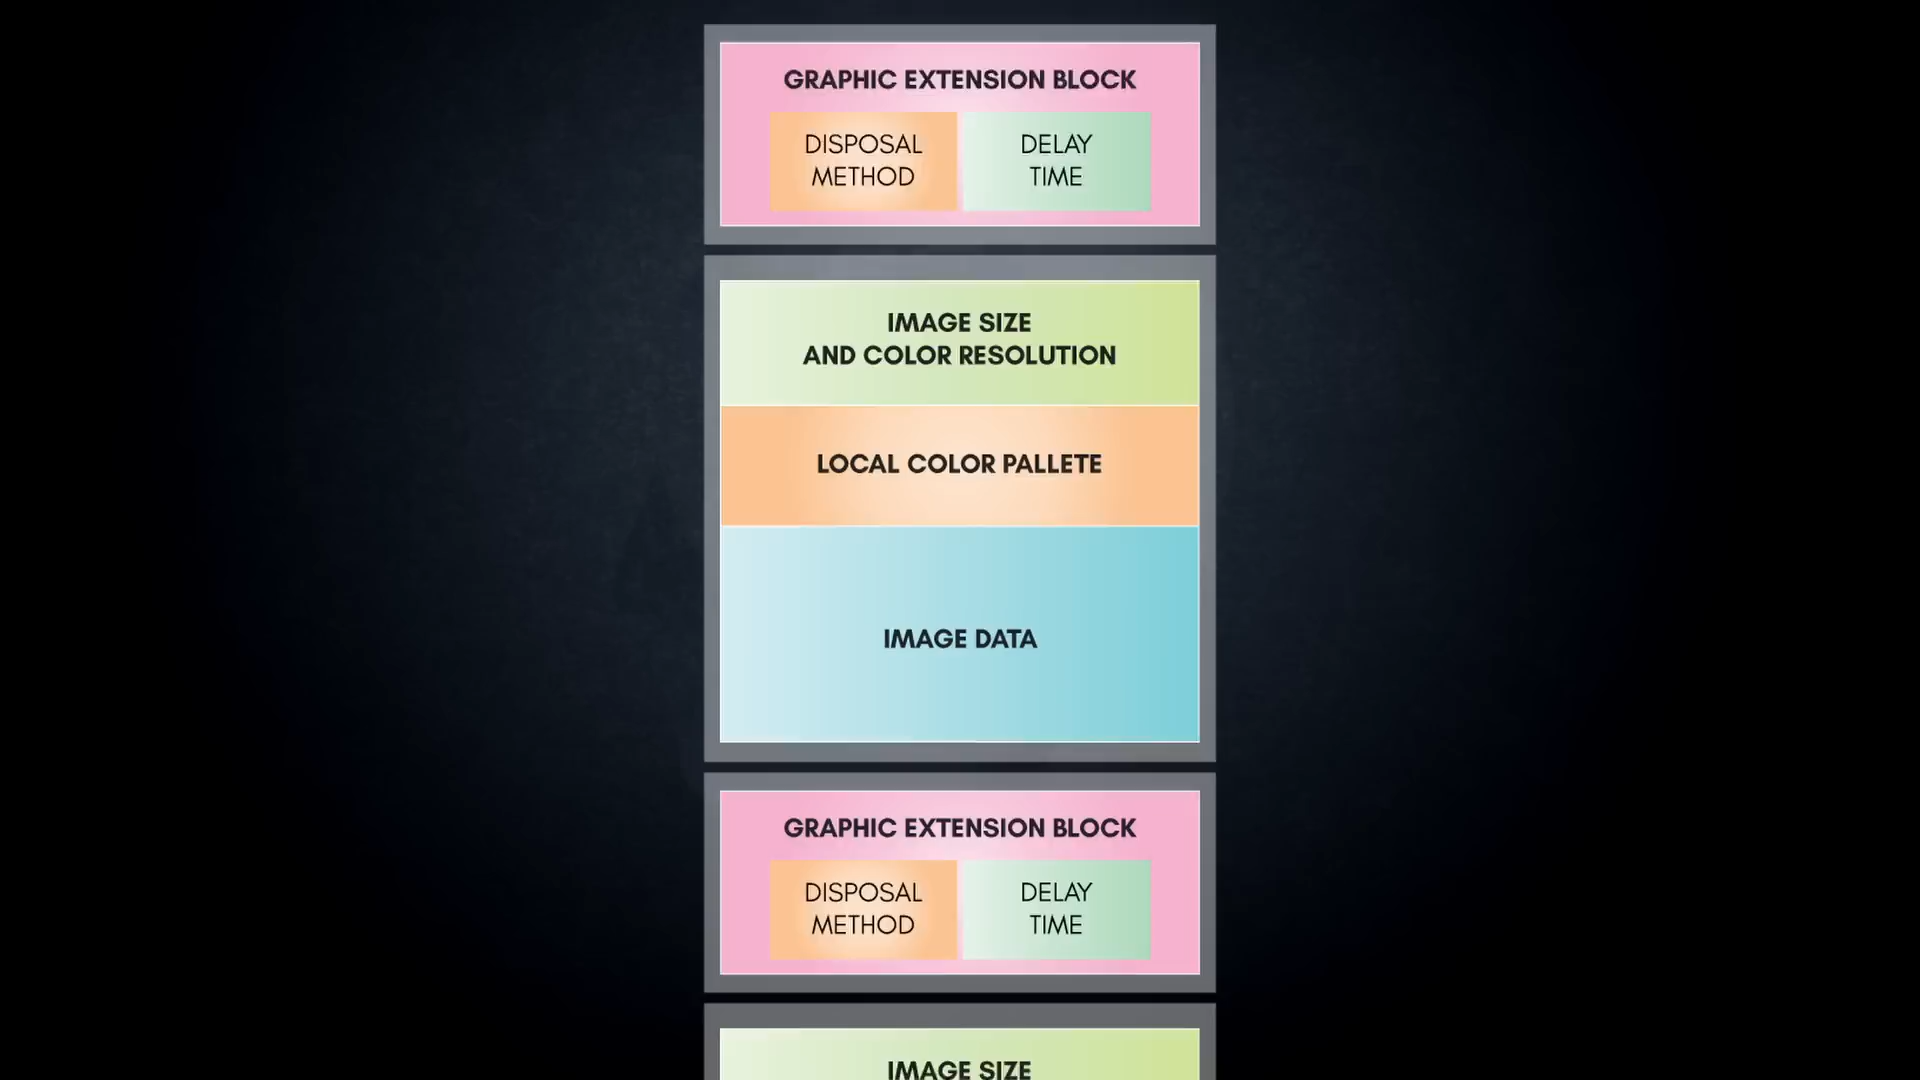 GRAPHIC EXTENSION BLOCK
DISPOSAL
METHOD
DELAY
TIME
IMAGE SIZE
AND COLOR RESOLUTION
LOCAL COLOR PALLETE
IMAGE DATA
GRAPHIC EXTENSION BLOCK
DISPOSAL
METHOD
DELAY
TIME
IMAGE SIZE